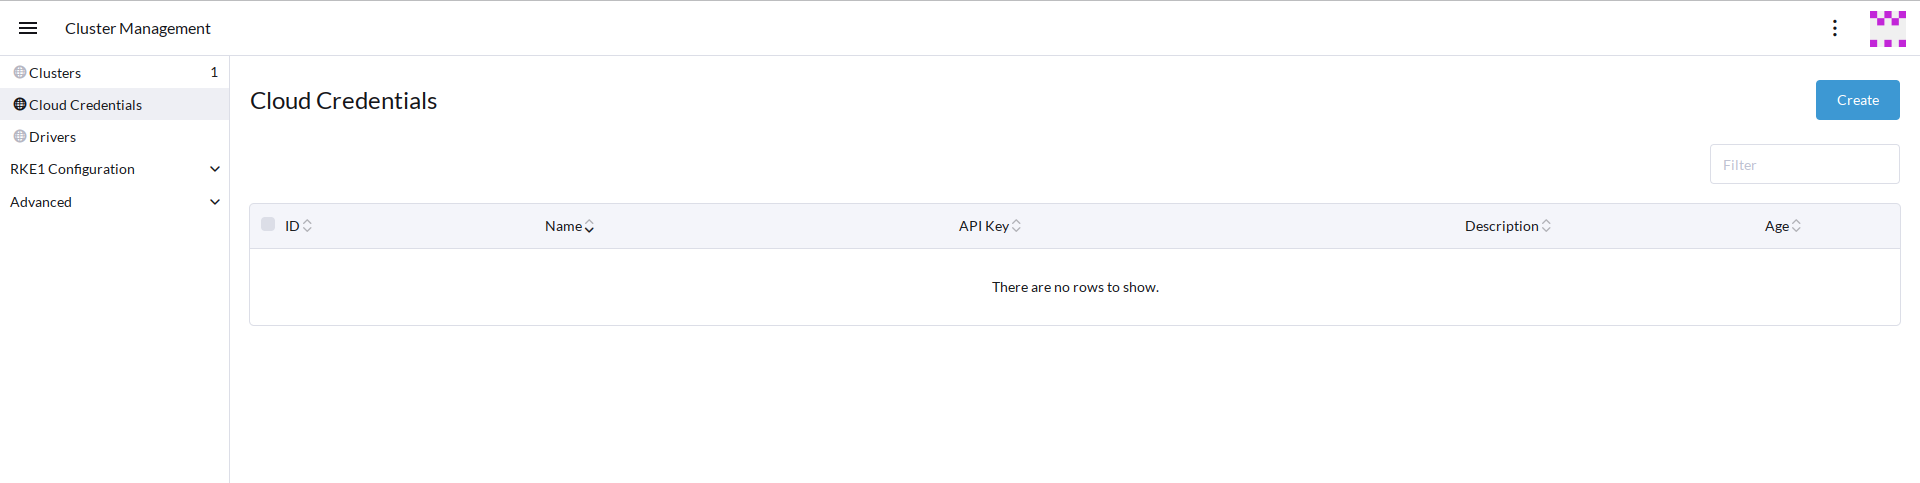 Cluster Management
Clusters 1
Cloud Credentials
Drivers
RKE1 Configuration
Advanced
Cloud Credentials
Create
Filter
ID Name API Key Description Age
There are no rows to show.